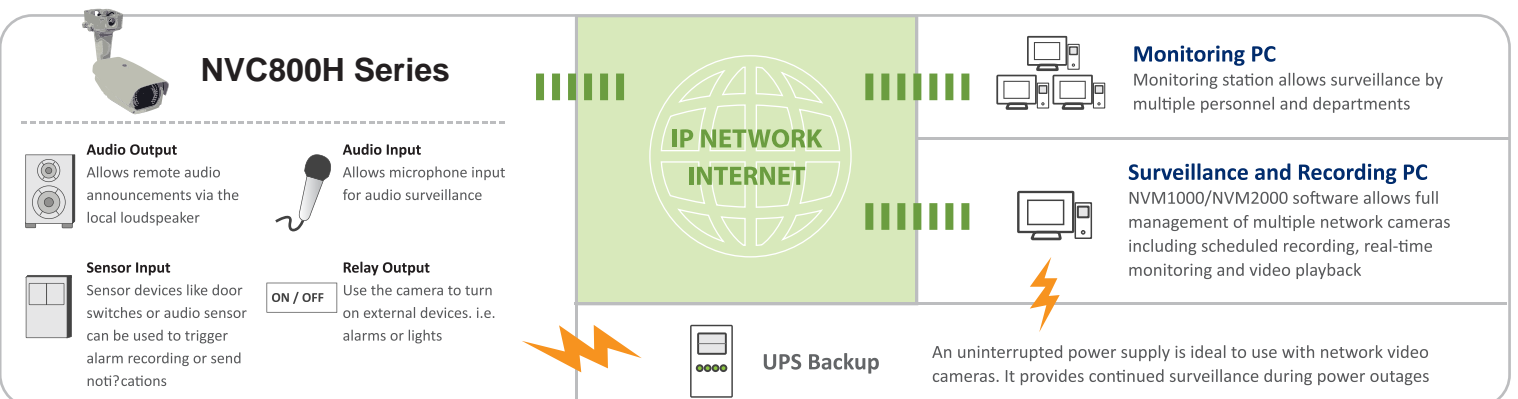 NVC800H Series
Audio Output
Allows remote audio
announcements via the
local loudspeaker
Audio Input
Allows microphone input
for audio surveillance
Sensor Input
Sensor devices like door
switches or audio sensor
can be used to trigger
alarm recording or send
noti?cations
ON / OFF
Relay Output
Use the camera to turn
on external devices. i.e.
alarms or lights
IP NETWORK
INTERNET
Monitoring PC
Monitoring station allows surveillance by
multiple personnel and departments
Surveillance and Recording PC
NVM1000/NVM2000 software allows full
management of multiple network cameras
including scheduled recording, real-time
monitoring and video playback
UPS Backup
An uninterrupted power supply is ideal to use with network video
cameras. It provides continued surveillance during power outages